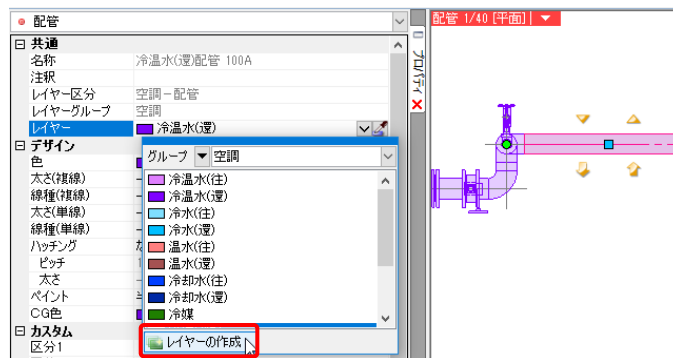 配管
配管 1/40 [平面]
プロパティ
共通
名称 冷温水(還)配管 100A
注釈
レイヤー区分 空調－配管
レイヤーグループ 空調
レイヤー 冷温水(還)
デザイン
色
太さ(複線)
線種(複線)
太さ(単線)
線種(単線)
ハッチング
ピッチ
太さ
ペイント
CG色
カスタム
区分1
グループ 空調
冷温水(往)
冷温水(還)
冷水(往)
冷水(還)
温水(往)
温水(還)
冷却水(往)
冷却水(還)
冷媒
レイヤーの作成